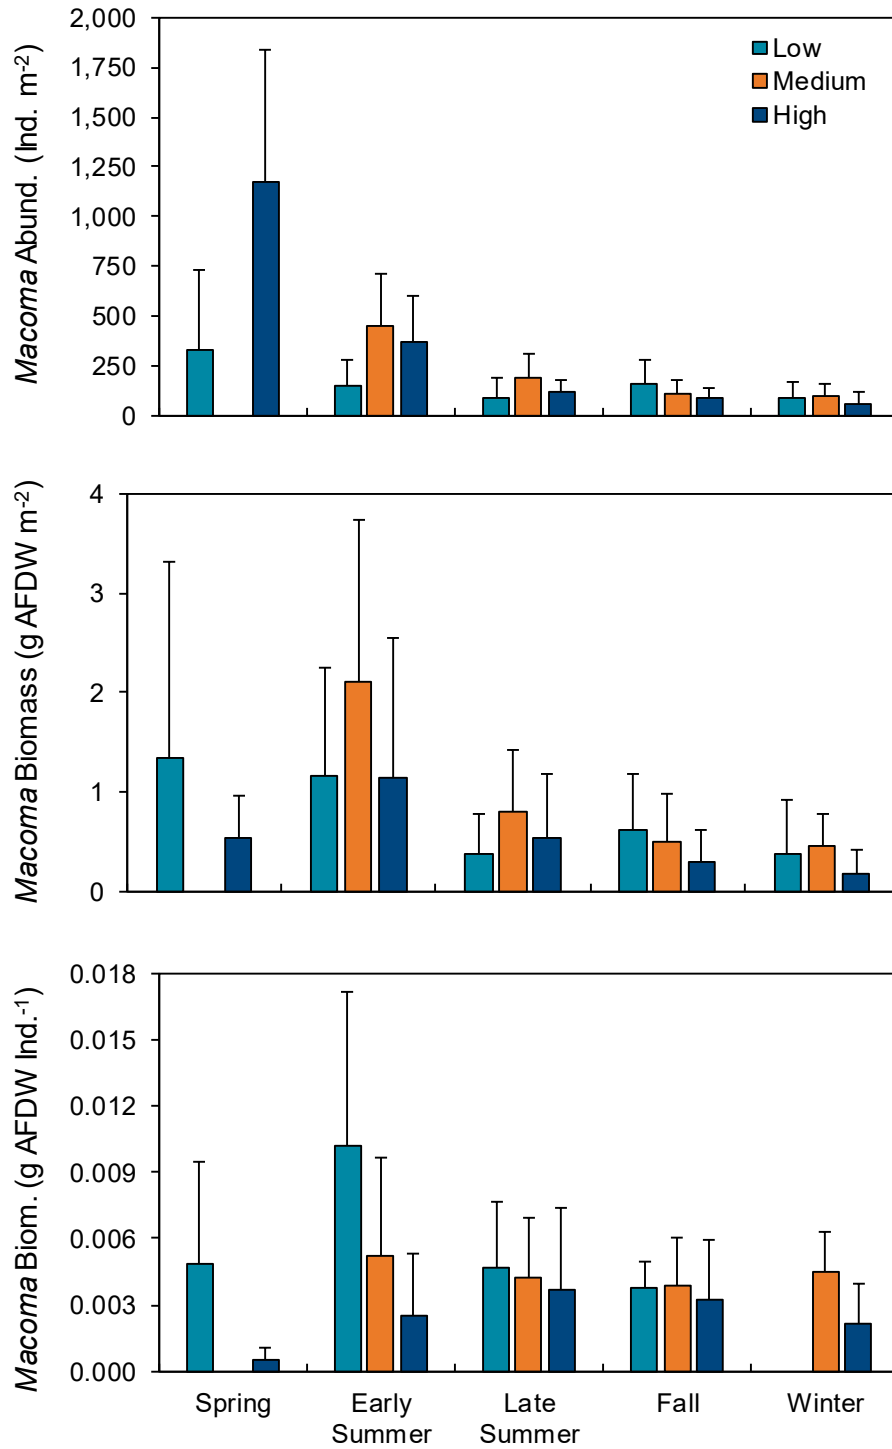 Macoma Abund. (Ind. m-2)
2,000
1,750
1,500
1,250
1,000
750
500
250
0
Low
Medium
High
Macoma Biomass (g AFDW m-2)
4
3
2
1
0
Macoma Biom. (g AFDW Ind.-1)
0.018
0.015
0.012
0.009
0.006
0.003
0.000
Spring
Early
Summer
Late
Summer
Fall
Winter